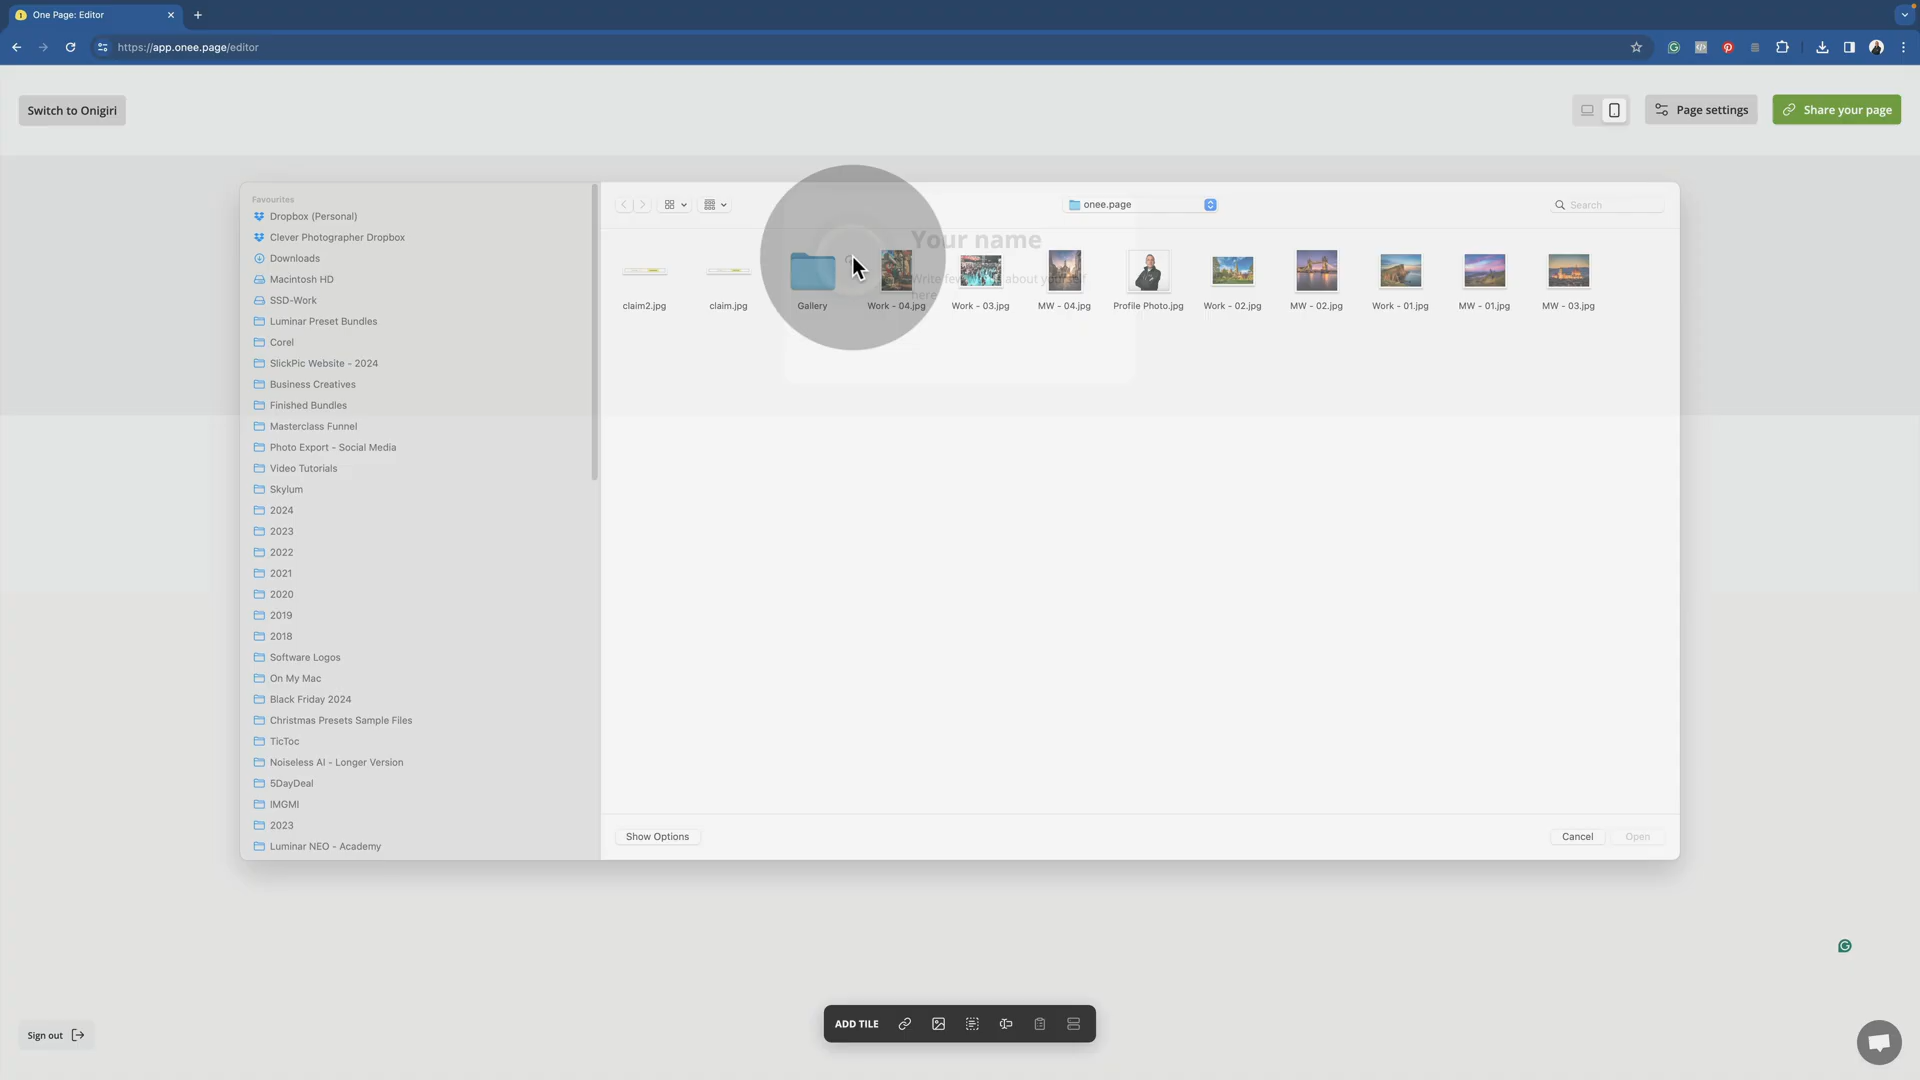 One Page: Editor
https://app.onee.page/editor
Switch to Onigiri
Page settings
Share your page
Favourites
Dropbox (Personal)
Clever Photographer Dropbox
Downloads
Macintosh HD
SSD-Work
Luminar Preset Bundles
Corel
SlickPic Website - 2024
Business Creatives
Finished Bundles
Masterclass Funnel
Photo Export - Social Media
Video Tutorials
Skylum
2024
2023
2022
2021
2020
2019
2018
Software Logos
On My Mac
Black Friday 2024
Christmas Presets Sample Files
TicToc
Noiseless AI - Longer Version
5DayDeal
IMGMI
2023
Luminar NEO - Academy
onee.page
Search
Your name
Write few about yourself
here
claim2.jpg
claim.jpg
Gallery
Work - 04.jpg
Work - 03.jpg
MW - 04.jpg
Profile Photo.jpg
Work - 02.jpg
MW - 02.jpg
Work - 01.jpg
MW - 01.jpg
MW - 03.jpg
Show Options
Cancel
Open
Sign out
ADD TILE